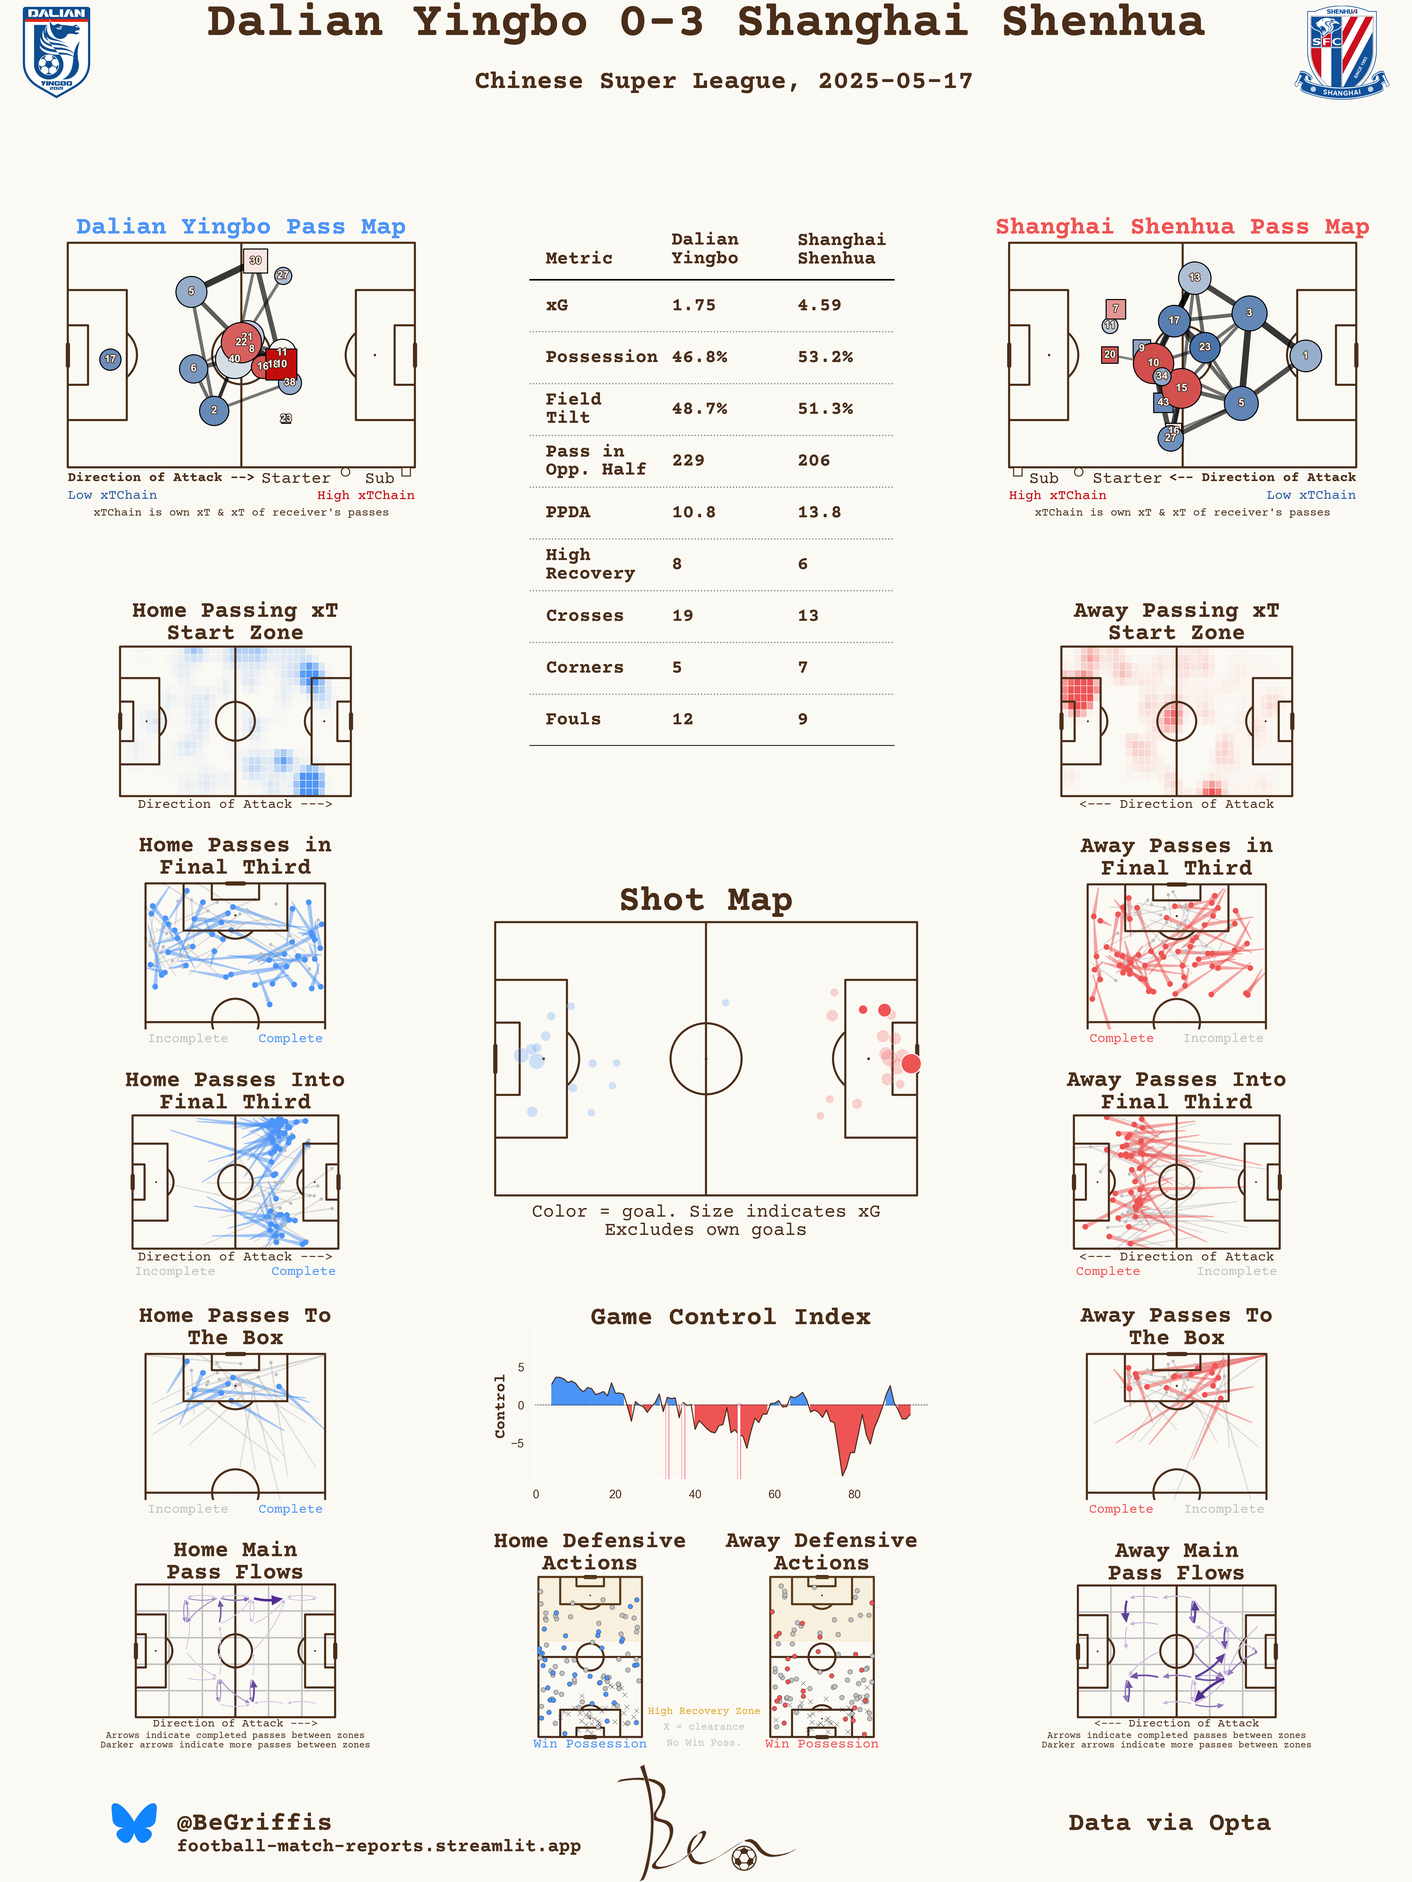 Dalian Yingbo 0-3 Shanghai Shenhua
Chinese Super League, 2025-05-17
DALIAN
YINGBO
2021
SHENHUA
SFC
SINCE 1993
SHANGHAI
Dalian Yingbo Pass Map
30
27
5
21
22
8
11
17
40
6
16
18
10
38
2
23
Direction of Attack --> Starter Sub
Low xTChain High xTChain
xTChain is own xT & xT of receiver's passes
Metric Dalian Yingbo Shanghai Shenhua
xG 1.75 4.59
Possession 46.8% 53.2%
Field Tilt 48.7% 51.3%
Pass in Opp. Half 229 206
PPDA 10.8 13.8
High Recovery 8 6
Crosses 19 13
Corners 5 7
Fouls 12 9
Shanghai Shenhua Pass Map
13
7
11
17
3
9
23
20
10
1
34
15
43
5
16
27
Sub Starter <-- Direction of Attack
High xTChain Low xTChain
xTChain is own xT & xT of receiver's passes
Home Passing xT
Start Zone
Direction of Attack --->
Away Passing xT
Start Zone
<--- Direction of Attack
Home Passes in
Final Third
Incomplete Complete
Away Passes in
Final Third
Complete Incomplete
Shot Map
Color = goal. Size indicates xG
Excludes own goals
Home Passes Into
Final Third
Direction of Attack --->
Incomplete Complete
Away Passes Into
Final Third
<--- Direction of Attack
Complete Incomplete
Home Passes To
The Box
Incomplete Complete
Game Control Index
Control
5
0
−5
0 20 40 60 80
Away Passes To
The Box
Complete Incomplete
Home Main
Pass Flows
Direction of Attack --->
Arrows indicate completed passes between zones
Darker arrows indicate more passes between zones
Home Defensive
Actions
Win Possession
High Recovery Zone
X = clearance
No Win Poss.
Away Defensive
Actions
Win Possession
Away Main
Pass Flows
<--- Direction of Attack
Arrows indicate completed passes between zones
Darker arrows indicate more passes between zones
@BeGriffis
football-match-reports.streamlit.app
Ben
Data via Opta